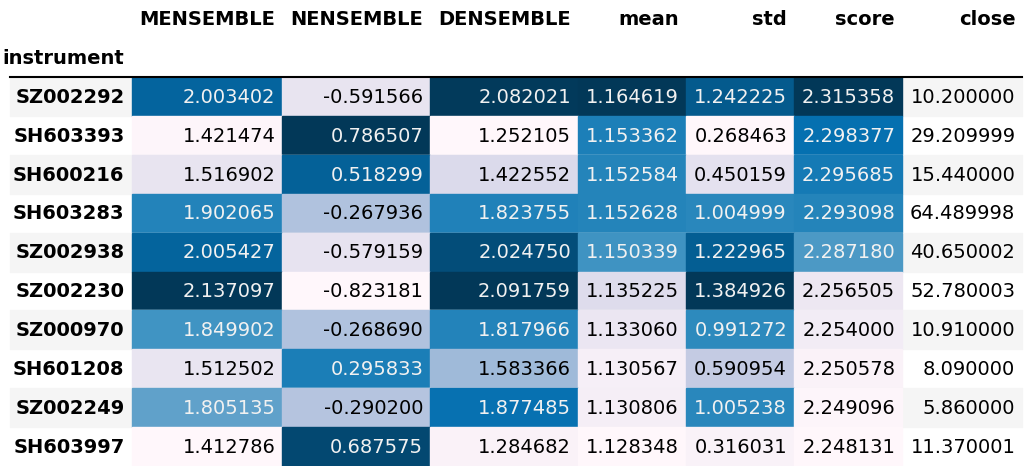 MENSEMBLE NENSEMBLE DENSEMBLE mean std score close
instrument
SZ002292 2.003402 -0.591566 2.082021 1.164619 1.242225 2.315358 10.200000
SH603393 1.421474 0.786507 1.252105 1.153362 0.268463 2.298377 29.209999
SH600216 1.516902 0.518299 1.422552 1.152584 0.450159 2.295685 15.440000
SH603283 1.902065 -0.267936 1.823755 1.152628 1.004999 2.293098 64.489998
SZ002938 2.005427 -0.579159 2.024750 1.150339 1.222965 2.287180 40.650002
SZ002230 2.137097 -0.823181 2.091759 1.135225 1.384926 2.256505 52.780003
SZ000970 1.849902 -0.268690 1.817966 1.133060 0.991272 2.254000 10.910000
SH601208 1.512502 0.295833 1.583366 1.130567 0.590954 2.250578 8.090000
SZ002249 1.805135 -0.290200 1.877485 1.130806 1.005238 2.249096 5.860000
SH603997 1.412786 0.687575 1.284682 1.128348 0.316031 2.248131 11.370001